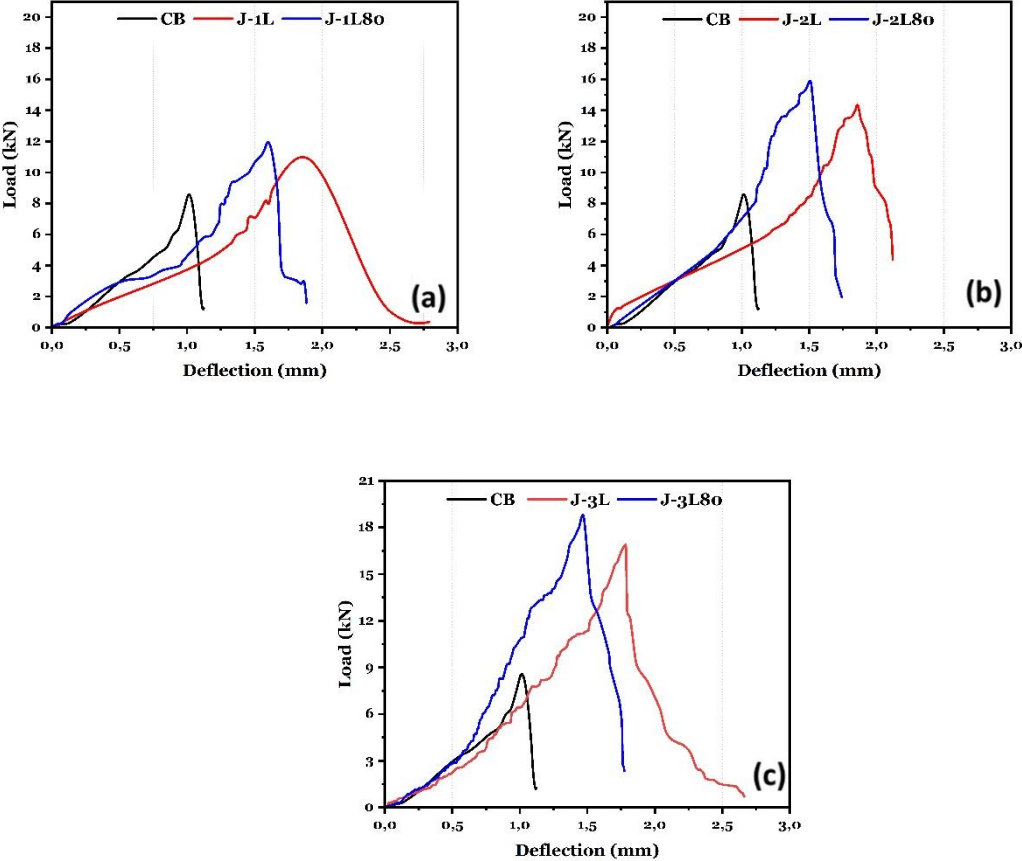 CB J-1L J-1L80
20
18
16
14
12
10
8
6
4
2
0
Load (kN)
(a)
0,0 0,5 1,0 1,5 2,0 2,5 3,0
Deflection (mm)
CB J-2L J-2L80
20
18
16
14
12
10
8
6
4
2
0
Load (kN)
(b)
0,0 0,5 1,0 1,5 2,0 2,5 3,0
Deflection (mm)
CB J-3L J-3L80
21
18
15
12
9
6
3
0
Load (kN)
(c)
0,0 0,5 1,0 1,5 2,0 2,5 3,0
Deflection (mm)